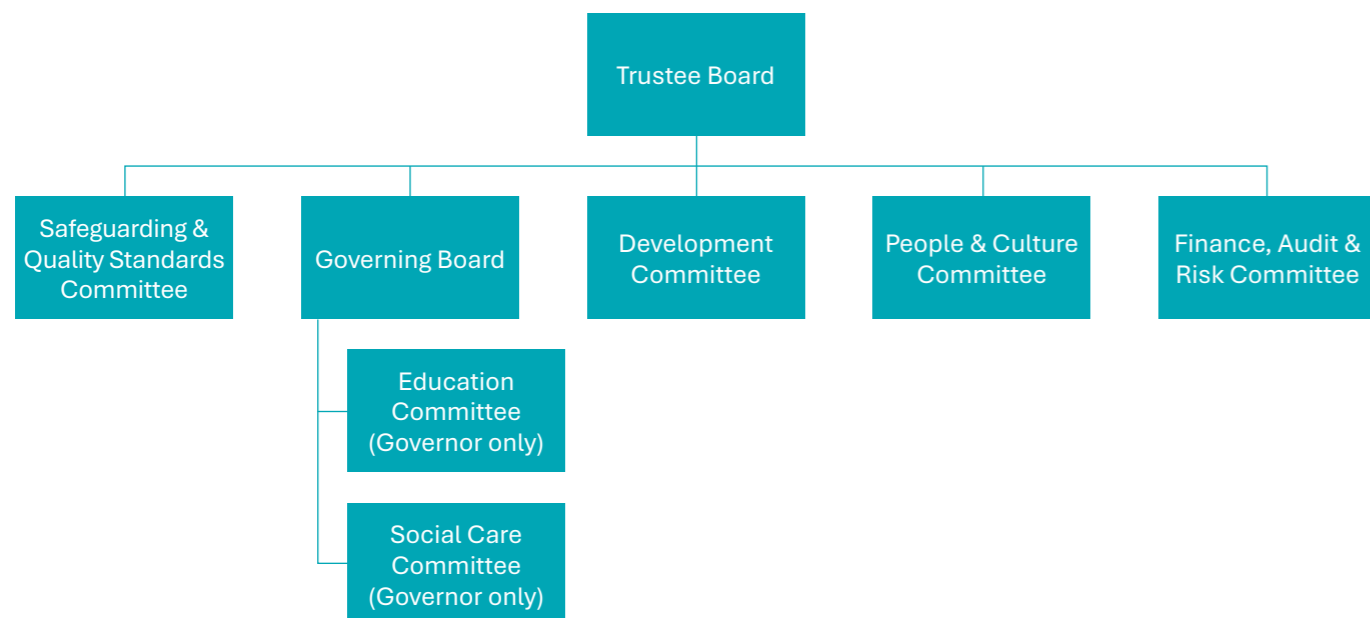 Trustee Board
Safeguarding &
Quality Standards
Committee
Governing Board
Development
Committee
People & Culture
Committee
Finance, Audit &
Risk Committee
Education
Committee
(Governor only)
Social Care
Committee
(Governor only)